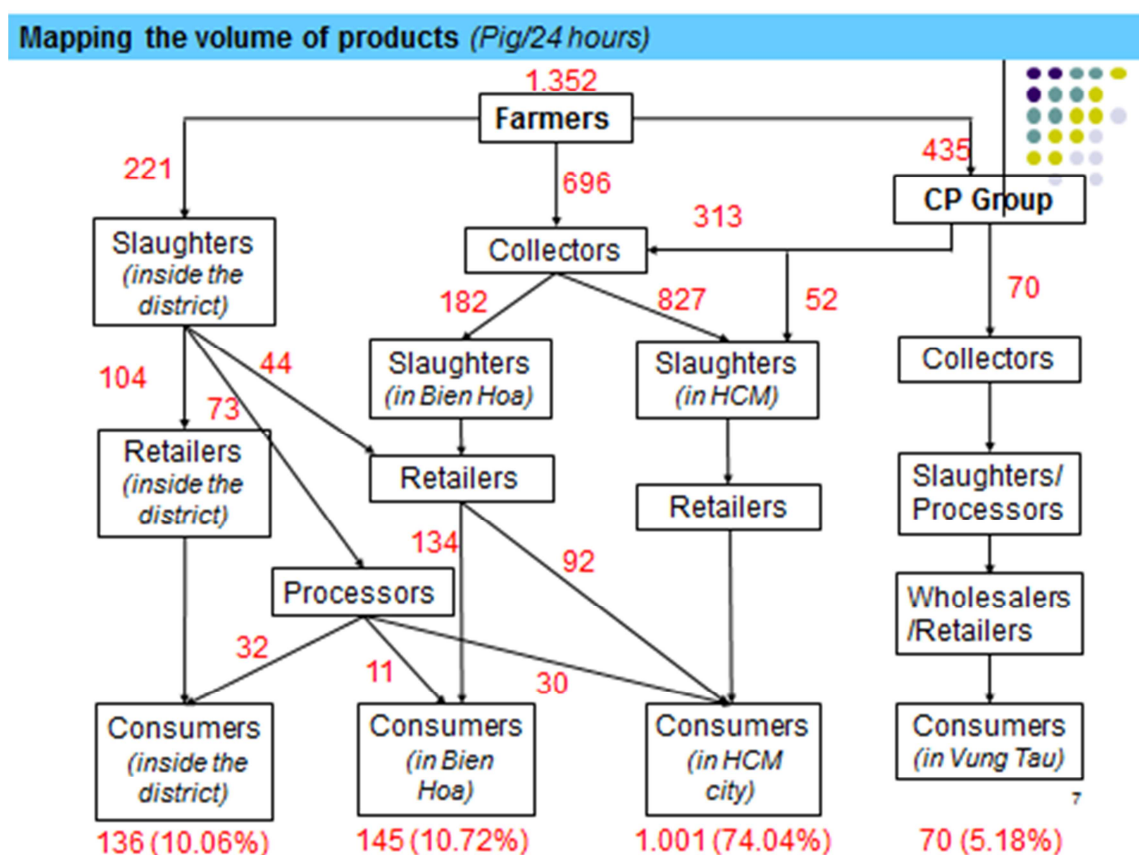 Mapping the volume of products (Pig/24 hours)
1.352
Farmers
221
696
435
CP Group
313
Slaughters
(inside the
district)
Collectors
182
827
52
70
Slaughters
(in Bien Hoa)
Slaughters
(in HCM)
Collectors
104
44
73
Retailers
(inside the
district)
Retailers
Retailers
Slaughters/
Processors
134
92
Processors
Wholesalers
/Retailers
32
11
30
Consumers
(inside the
district)
Consumers
(in Bien
Hoa)
Consumers
(in HCM
city)
Consumers
(in Vung Tau)
7
136 (10.06%)
145 (10.72%)
1.001 (74.04%)
70 (5.18%)